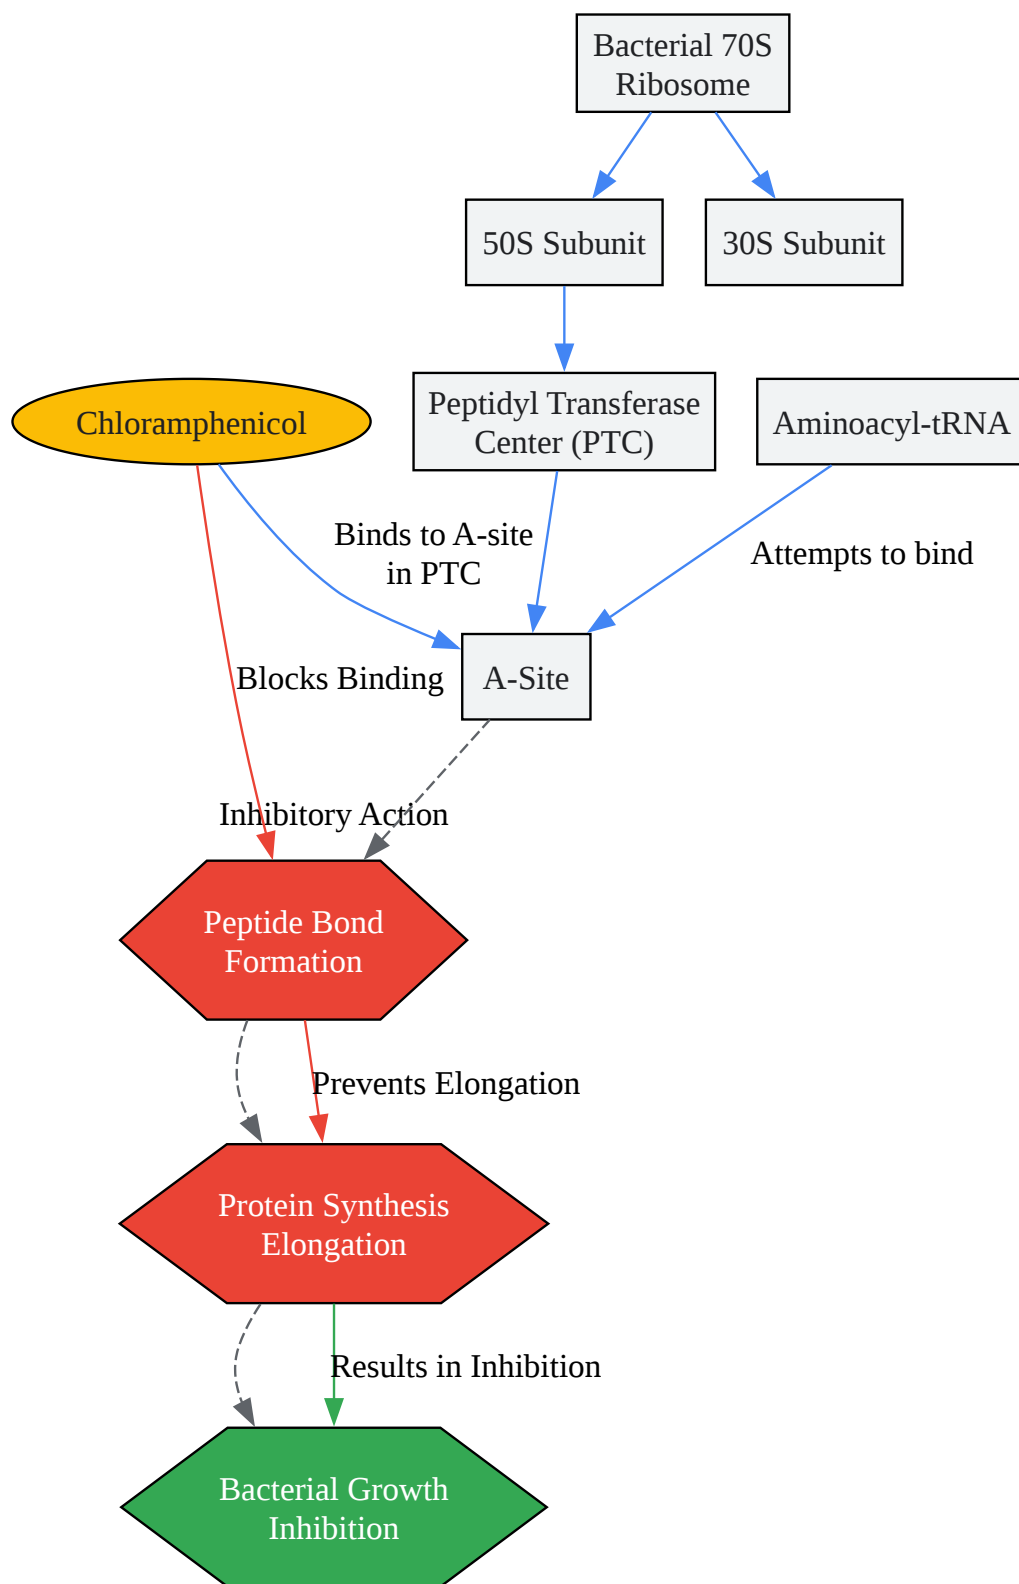 Bacterial 70S
Ribosome
50S Subunit
30S Subunit
Chloramphenicol
Peptidyl Transferase
Center (PTC)
Aminoacyl-tRNA
Binds to A-site
in PTC
Attempts to bind
Blocks Binding
A-Site
Inhibitory Action
Peptide Bond
Formation
Prevents Elongation
Protein Synthesis
Elongation
Results in Inhibition
Bacterial Growth
Inhibition